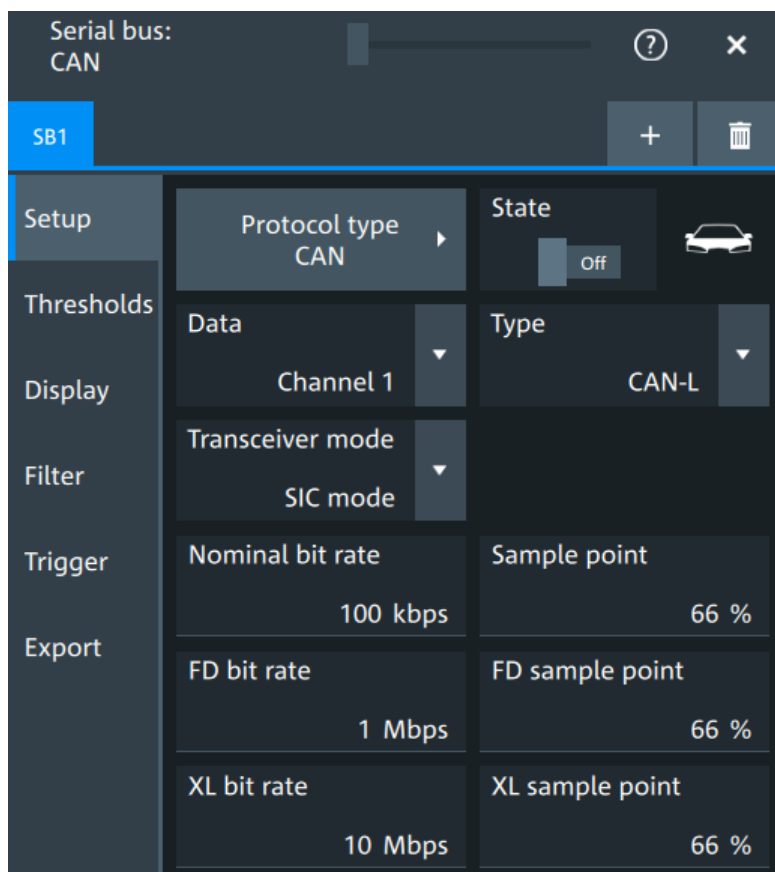 Serial bus:
CAN
?
SB1
+
Setup
Thresholds
Display
Filter
Trigger
Export
Protocol type
CAN
State
Off
Data
Channel 1
Type
CAN-L
Transceiver mode
SIC mode
Nominal bit rate
100 kbps
Sample point
66 %
FD bit rate
1 Mbps
FD sample point
66 %
XL bit rate
10 Mbps
XL sample point
66 %